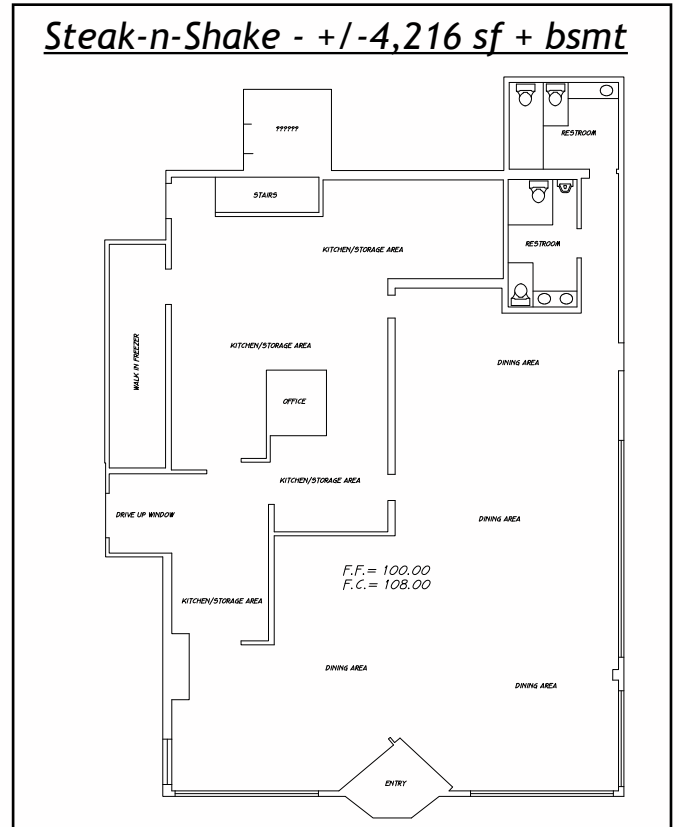 Steak-n-Shake - +/-4,216 sf + bsmt
??????
RESTROOM
STAIRS
RESTROOM
KITCHEN/STORAGE AREA
KITCHEN/STORAGE AREA
WALK IN FREEZER
DINING AREA
OFFICE
KITCHEN/STORAGE AREA
DRIVE UP WINDOW
DINING AREA
F.F.= 100.00
F.C.= 108.00
KITCHEN/STORAGE AREA
DINING AREA
DINING AREA
ENTRY